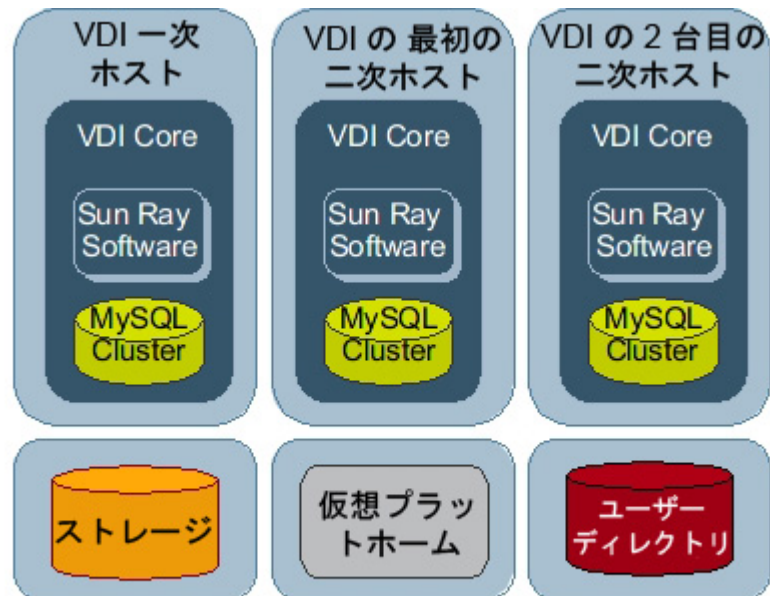 VDI 一次
ホスト
VDI Core
Sun Ray
Software
MySQL
Cluster
VDI の 最初の
二次ホスト
VDI Core
Sun Ray
Software
MySQL
Cluster
VDI の 2 台目の
二次ホスト
VDI Core
Sun Ray
Software
MySQL
Cluster
ストレージ
仮想プラッ
トホーム
ユーザー
ディレクトリ